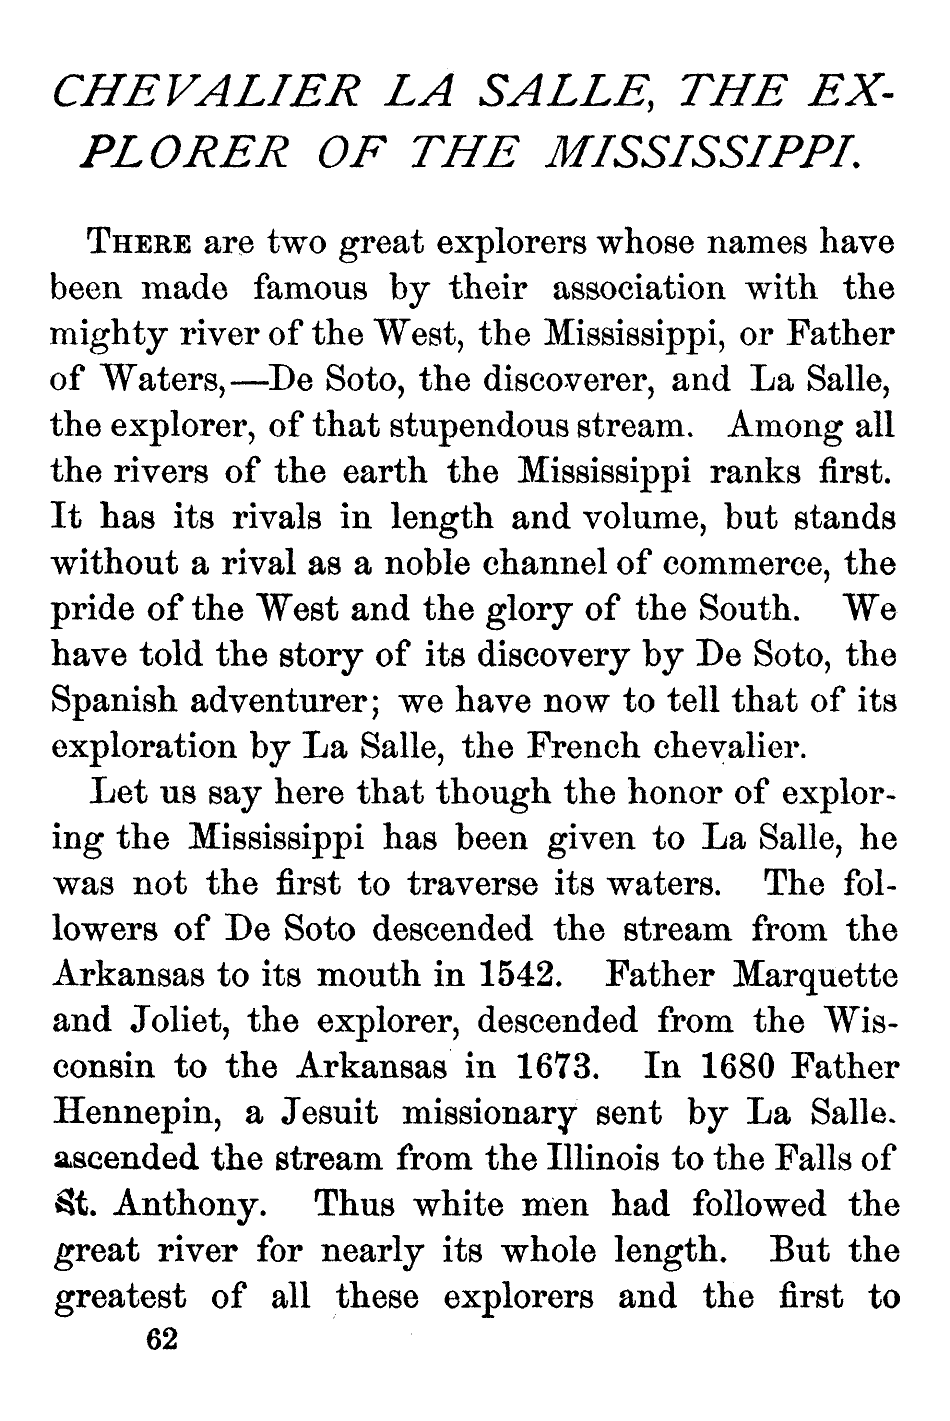 CHEVALIER LA SALLE, THE EX-
PLORER OF THE MISSISSIPPI.
THERE are two great explorers whose names have
been made famous by their association with the
mighty river of the West, the Mississippi, or Father
of Waters,—De Soto, the discoverer, and La Salle,
the explorer, of that stupendous stream. Among all
the rivers of the earth the Mississippi ranks first.
It has its rivals in length and volume, but stands
without a rival as a noble channel of commerce, the
pride of the West and the glory of the South. We
have told the story of its discovery by De Soto, the
Spanish adventurer; we have now to tell that of its
exploration by La Salle, the French chevalier.
Let us say here that though the honor of explor-
ing the Mississippi has been given to La Salle, he
was not the first to traverse its waters. The fol-
lowers of De Soto descended the stream from the
Arkansas to its mouth in 1542. Father Marquette
and Joliet, the explorer, descended from the Wis-
consin to the Arkansas in 1673. In 1680 Father
Hennepin, a Jesuit missionary sent by La Salle.
ascended the stream from the Illinois to the Falls of
St. Anthony. Thus white men had followed the
great river for nearly its whole length. But the
greatest of all these explorers and the first to
62